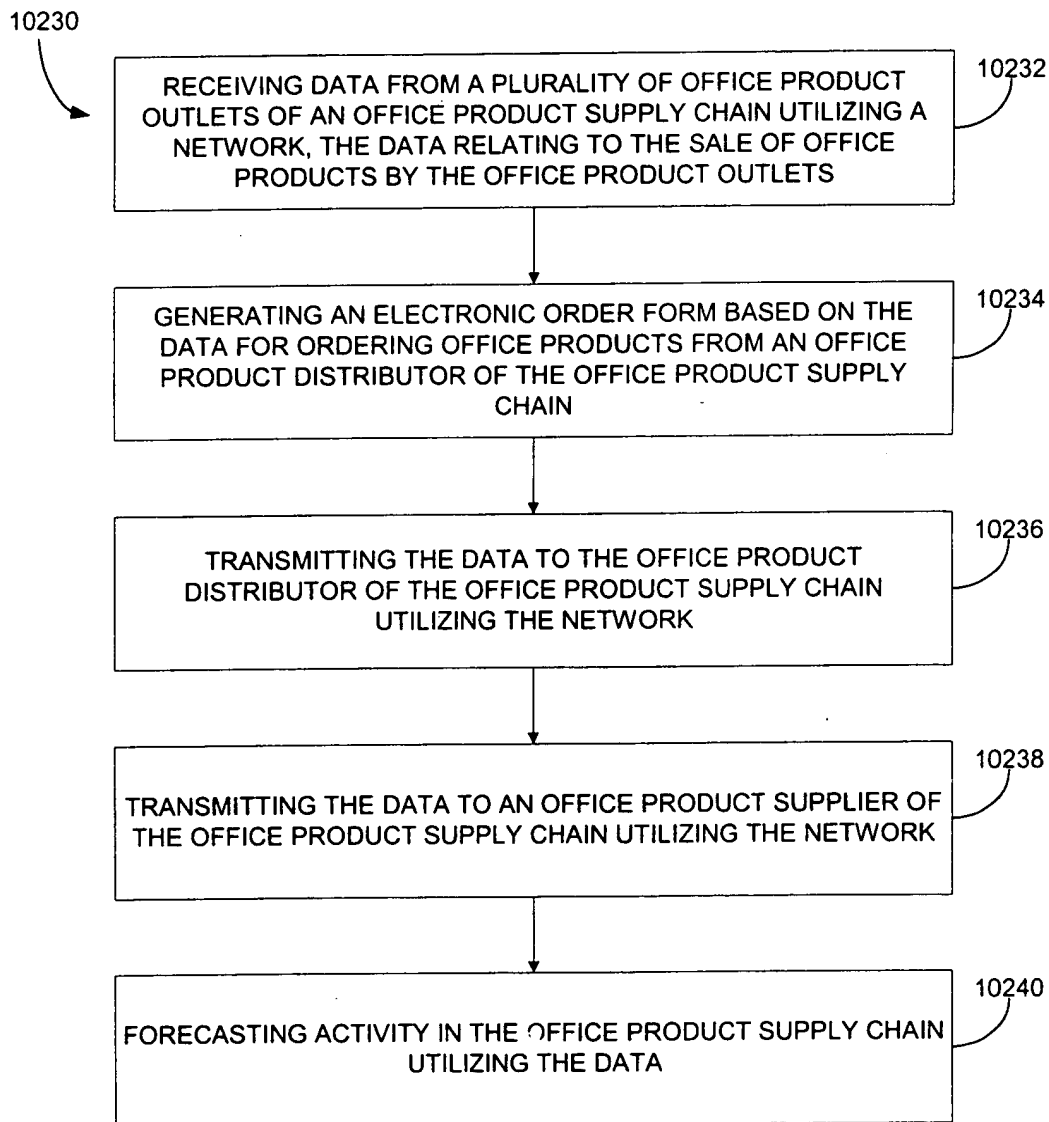 10230
RECEIVING DATA FROM A PLURALITY OF OFFICE PRODUCT
OUTLETS OF AN OFFICE PRODUCT SUPPLY CHAIN UTILIZING A
NETWORK, THE DATA RELATING TO THE SALE OF OFFICE
PRODUCTS BY THE OFFICE PRODUCT OUTLETS
10232
GENERATING AN ELECTRONIC ORDER FORM BASED ON THE
DATA FOR ORDERING OFFICE PRODUCTS FROM AN OFFICE
PRODUCT DISTRIBUTOR OF THE OFFICE PRODUCT SUPPLY
CHAIN
10234
TRANSMITTING THE DATA TO THE OFFICE PRODUCT
DISTRIBUTOR OF THE OFFICE PRODUCT SUPPLY CHAIN
UTILIZING THE NETWORK
10236
TRANSMITTING THE DATA TO AN OFFICE PRODUCT SUPPLIER OF
THE OFFICE PRODUCT SUPPLY CHAIN UTILIZING THE NETWORK
10238
FORECASTING ACTIVITY IN THE OFFICE PRODUCT SUPPLY CHAIN
UTILIZING THE DATA
10240